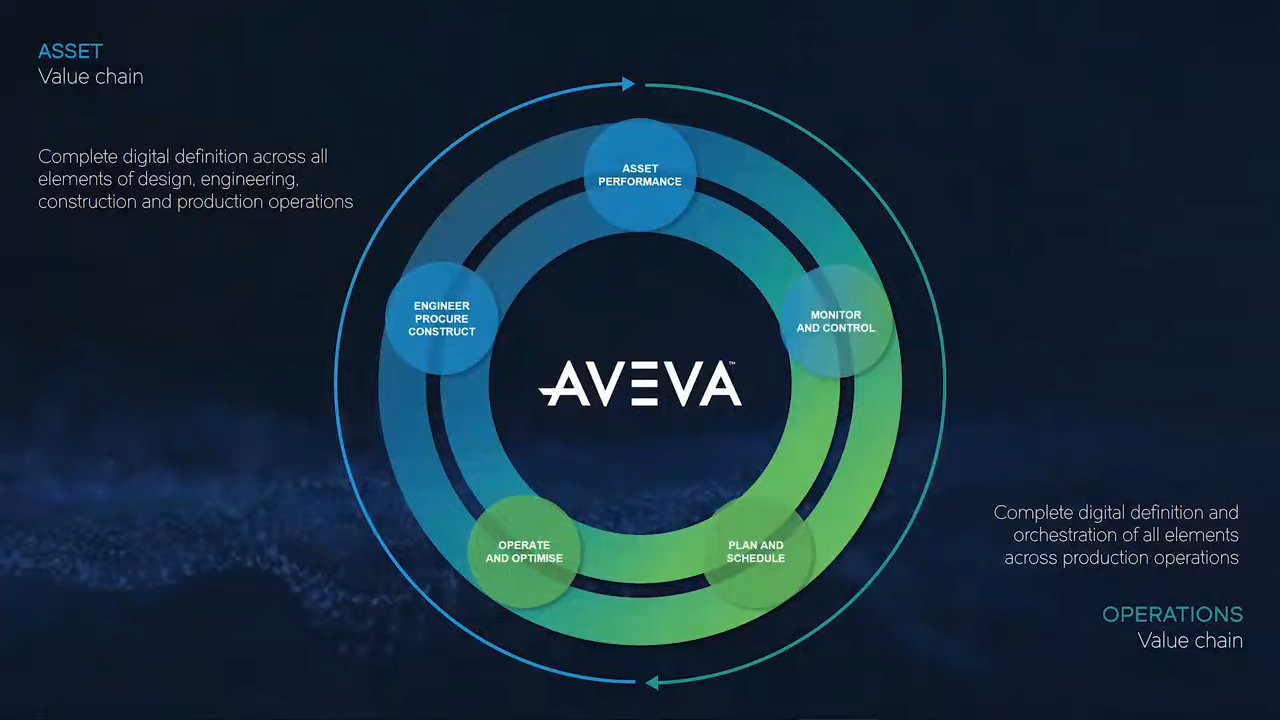 ASSET
Value chain
Complete digital definition across all
elements of design, engineering,
construction and production operations
ASSET
PERFORMANCE
ENGINEER
PROCURE
CONSTRUCT
MONITOR
AND CONTROL
AVEVA™
OPERATE
AND OPTIMISE
PLAN AND
SCHEDULE
Complete digital definition and
orchestration of all elements
across production operations
OPERATIONS
Value chain